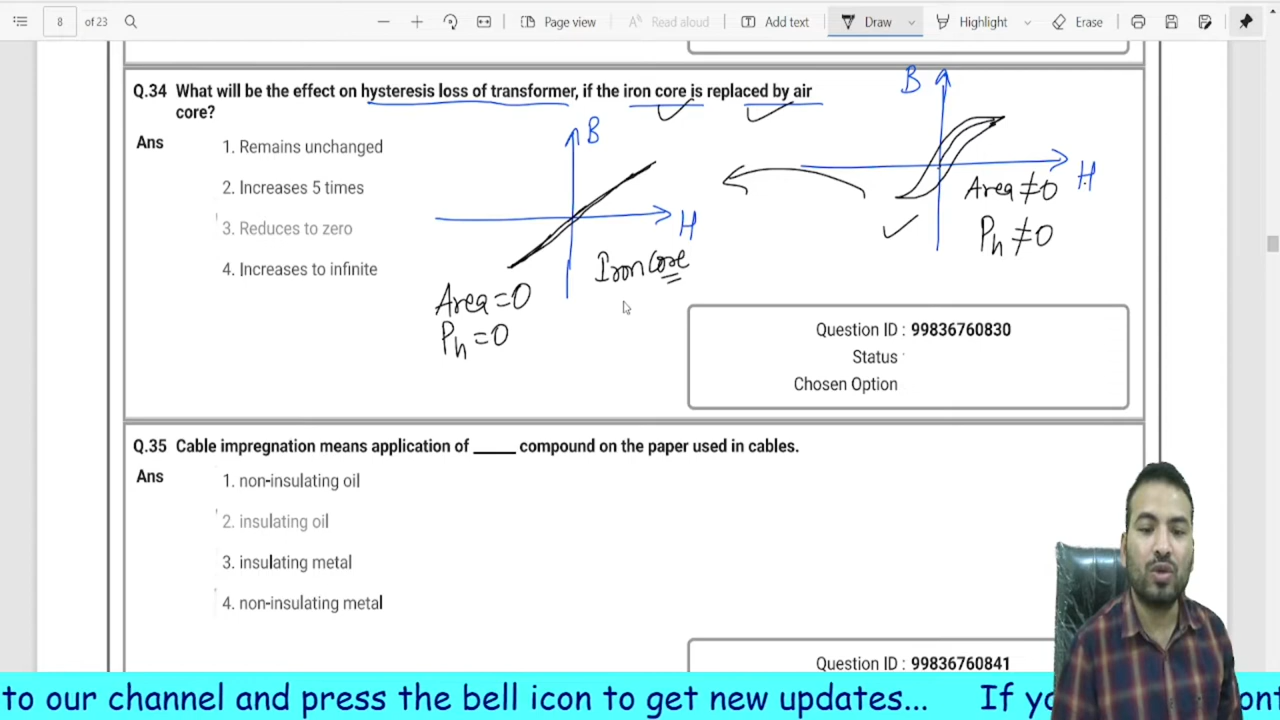 8 of 23 Page view Read aloud Add text Draw Highlight Erase
Q.34 What will be the effect on hysteresis loss of transformer, if the iron core is replaced by air
core?
Ans
1. Remains unchanged
2. Increases 5 times
3. Reduces to zero
4. Increases to infinite
B
H
Iron Core
Area = 0
Ph = 0
B
H
Area ≠ 0
Ph ≠ 0
Question ID : 99836760830
Status
Chosen Option
Q.35 Cable impregnation means application of _____ compound on the paper used in cables.
Ans
1. non-insulating oil
2. insulating oil
3. insulating metal
4. non-insulating metal
Question ID : 99836760841
to our channel and press the bell icon to get new updates... If yo ont